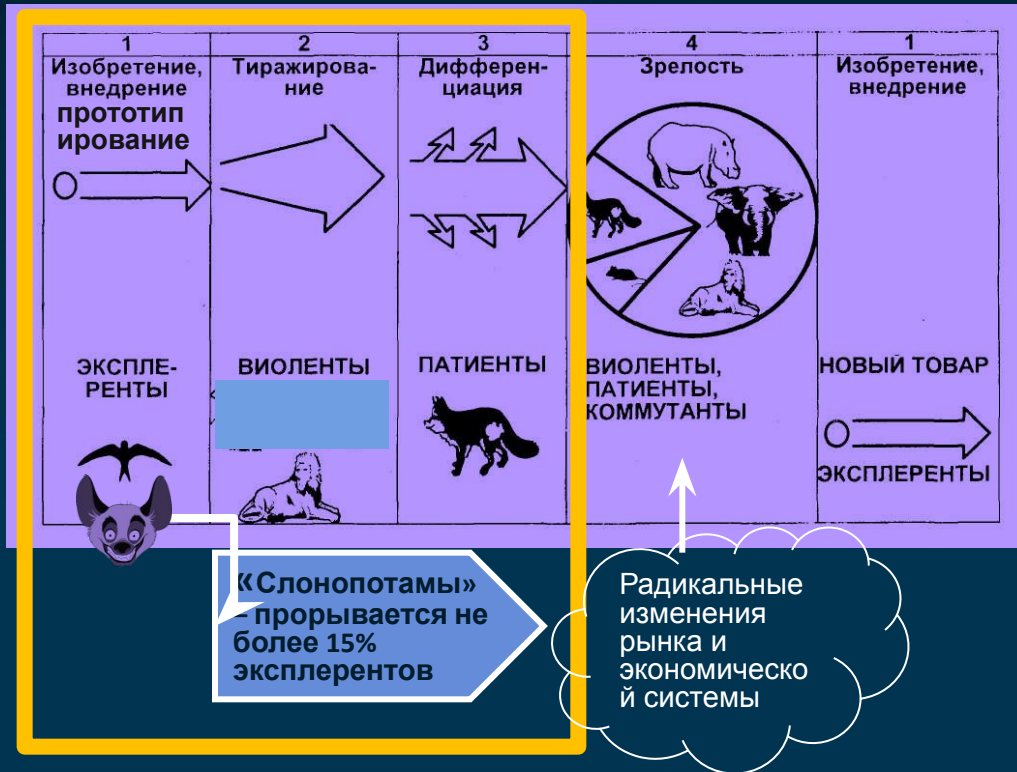 1
Изобретение,
внедрение
прототип
ирование
2
Тиражирова-
ние
3
Дифферен-
циация
4
Зрелость
1
Изобретение,
внедрение
ЭКСПЛЕ-
РЕНТЫ
ВИОЛЕНТЫ
ПАТИЕНТЫ
ВИОЛЕНТЫ,
ПАТИЕНТЫ,
КОММУТАНТЫ
НОВЫЙ ТОВАР
ЭКСПЛЕРЕНТЫ
«Слонопотамы»
– прорывается не
более 15%
эксплерентов
Радикальные
изменения
рынка и
экономическо
й системы